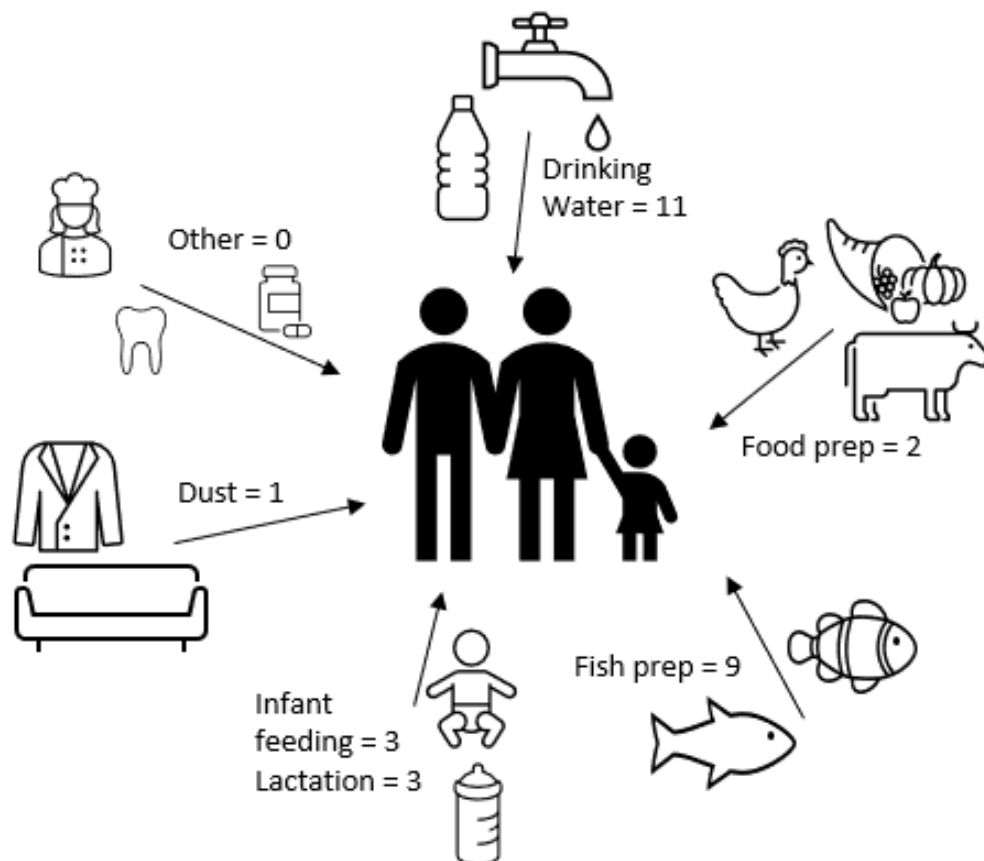 Drinking
Water = 11
Other = 0
Food prep = 2
Dust = 1
Fish prep = 9
Infant
feeding = 3
Lactation = 3